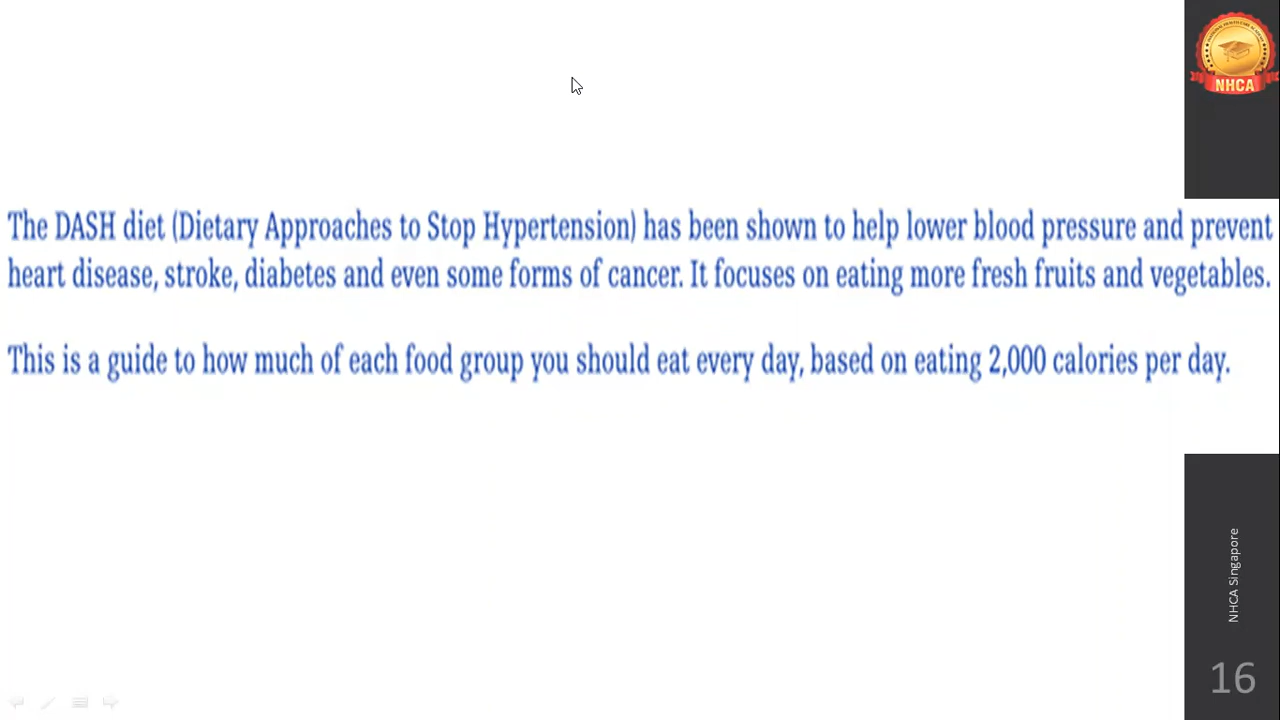 NHCA
The DASH diet (Dietary Approaches to Stop Hypertension) has been shown to help lower blood pressure and prevent
heart disease, stroke, diabetes and even some forms of cancer. It focuses on eating more fresh fruits and vegetables.
This is a guide to how much of each food group you should eat every day, based on eating 2,000 calories per day.
NHCA Singapore
16